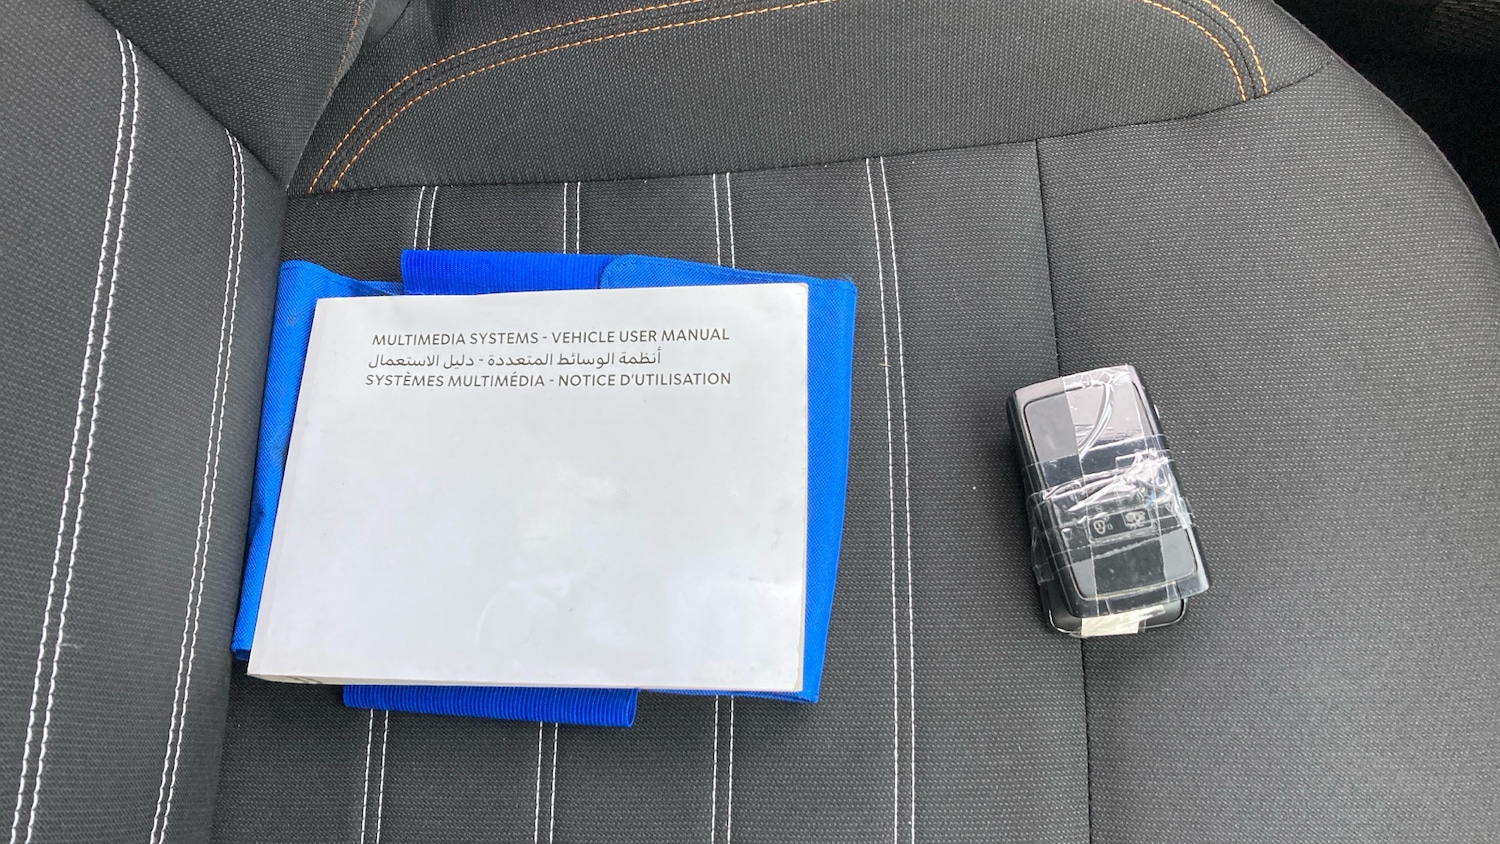 MULTIMEDIA SYSTEMS - VEHICLE USER MANUAL
أنظمة الوسائط المتعددة - دليل الاستعمال
SYSTÈMES MULTIMÉDIA - NOTICE D'UTILISATION